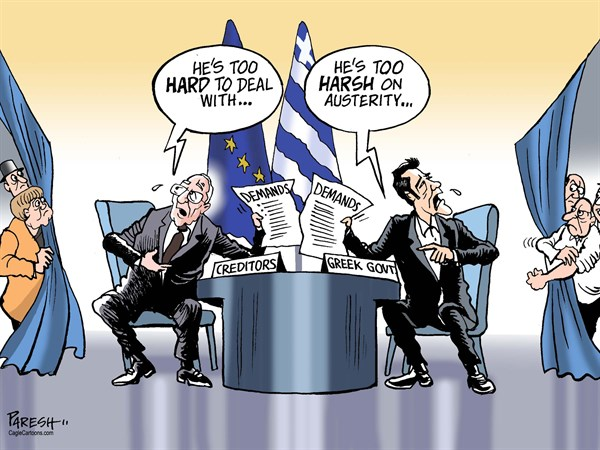 HE'S TOO
HARD TO DEAL
WITH...
HE'S TOO
HARSH ON
AUSTERITY...
DEMANDS
DEMANDS
CREDITORS
GREEK GOVT
PARESH
CagleCartoons.com